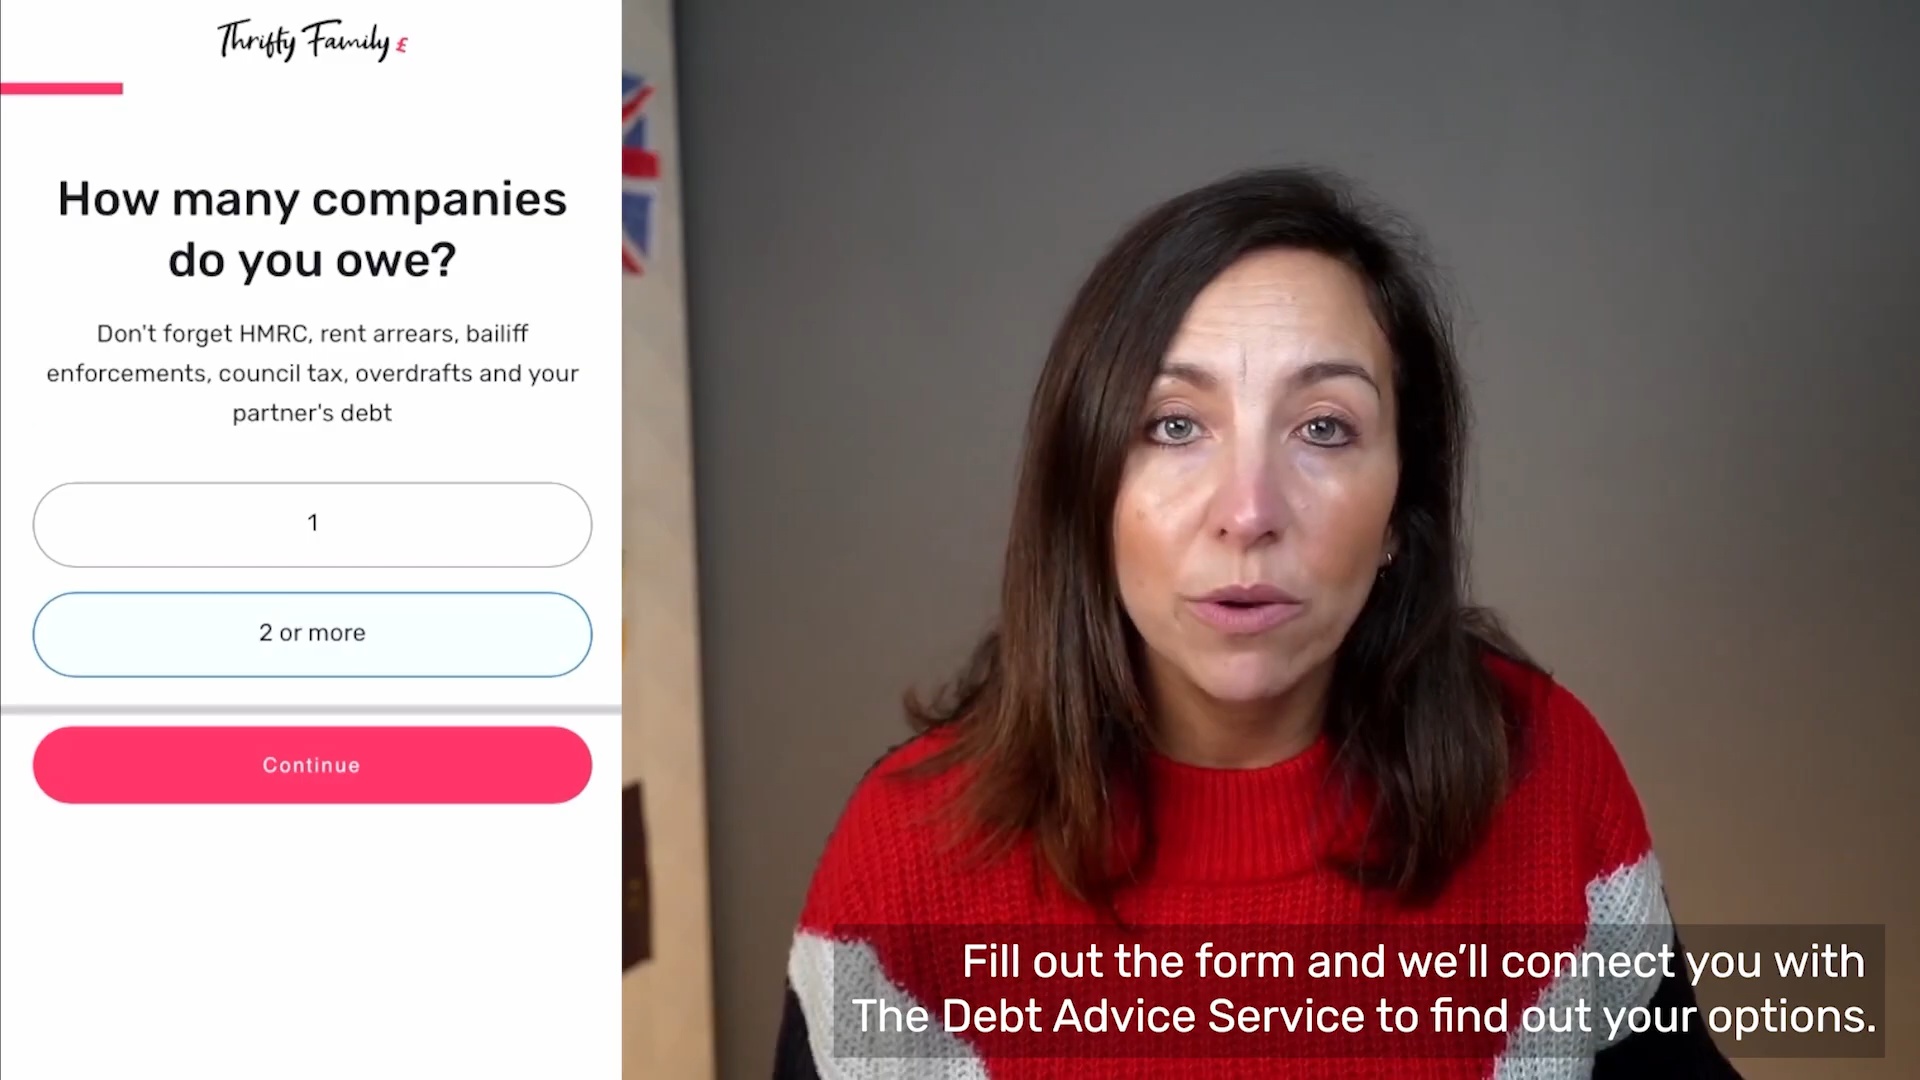 Thrifty Family £
How many companies
do you owe?
Don't forget HMRC, rent arrears, bailiff
enforcements, council tax, overdrafts and your
partner's debt
1
2 or more
Continue
Fill out the form and we’ll connect you with
The Debt Advice Service to find out your options.